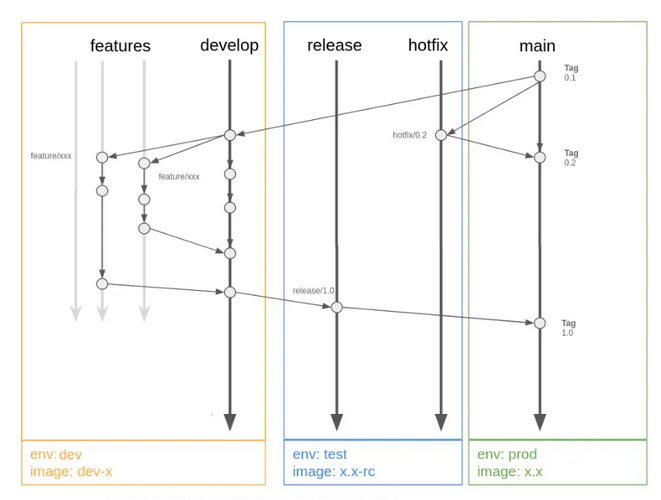 features
develop
release
hotfix
main
Tag
0.1
hotfix/0.2
feature/xxx
Tag
0.2
feature/xxx
release/1.0
Tag
1.0
env: dev
image: dev-x
env: test
image: x.x-rc
env: prod
image: x.x